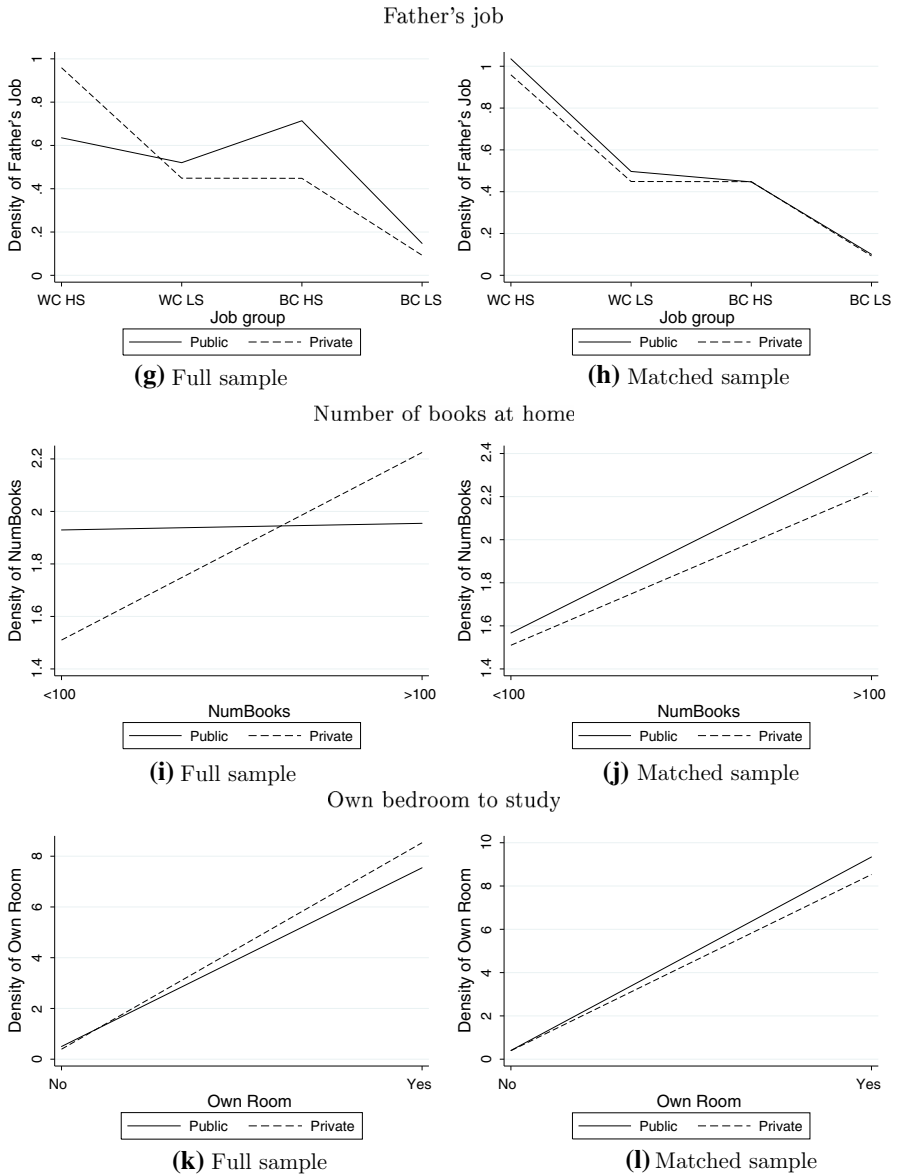 Father's job
Density of Father's Job
0 .2 .4 .6 .8 1
WC HS WC LS BC HS BC LS
Job group
Public Private
(g) Full sample
Density of Father's Job
0 .2 .4 .6 .8 1
WC HS WC LS BC HS BC LS
Job group
Public Private
(h) Matched sample
Number of books at home
Density of NumBooks
1.4 1.6 1.8 2 2.2
<100 >100
NumBooks
Public Private
(i) Full sample
Density of NumBooks
1.4 1.6 1.8 2 2.2 2.4
<100 >100
NumBooks
Public Private
(j) Matched sample
Own bedroom to study
Density of Own Room
0 2 4 6 8
No Yes
Own Room
Public Private
(k) Full sample
Density of Own Room
0 2 4 6 8 10
No Yes
Own Room
Public Private
(l) Matched sample